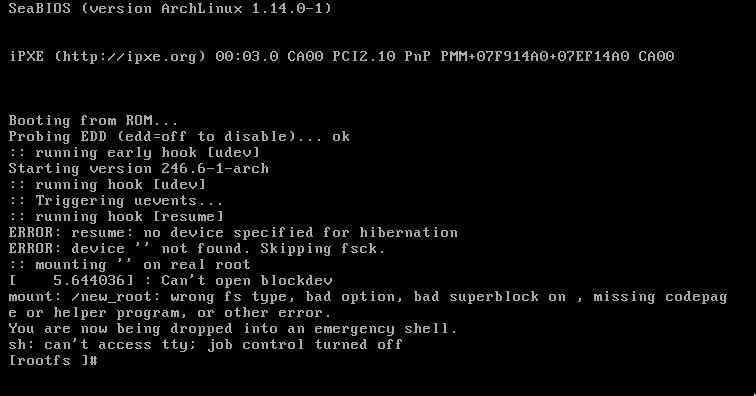 SeaBIOS (version ArchLinux 1.14.0-1)
iPXE (http://ipxe.org) 00:03.0 CA00 PCI2.10 PnP PMM+07F914A0+07EF14A0 CA00
Booting from ROM...
Probing EDD (edd=off to disable)... ok
:: running early hook [udev]
Starting version 246.6-1-arch
:: running hook [udev]
:: Triggering uevents...
:: running hook [resume]
ERROR: resume: no device specified for hibernation
ERROR: device '' not found. Skipping fsck.
:: mounting '' on real root
[    5.644036] : Can't open blockdev
mount: /new_root: wrong fs type, bad option, bad superblock on , missing codepag
e or helper program, or other error.
You are now being dropped into an emergency shell.
sh: can't access tty; job control turned off
[rootfs ]#